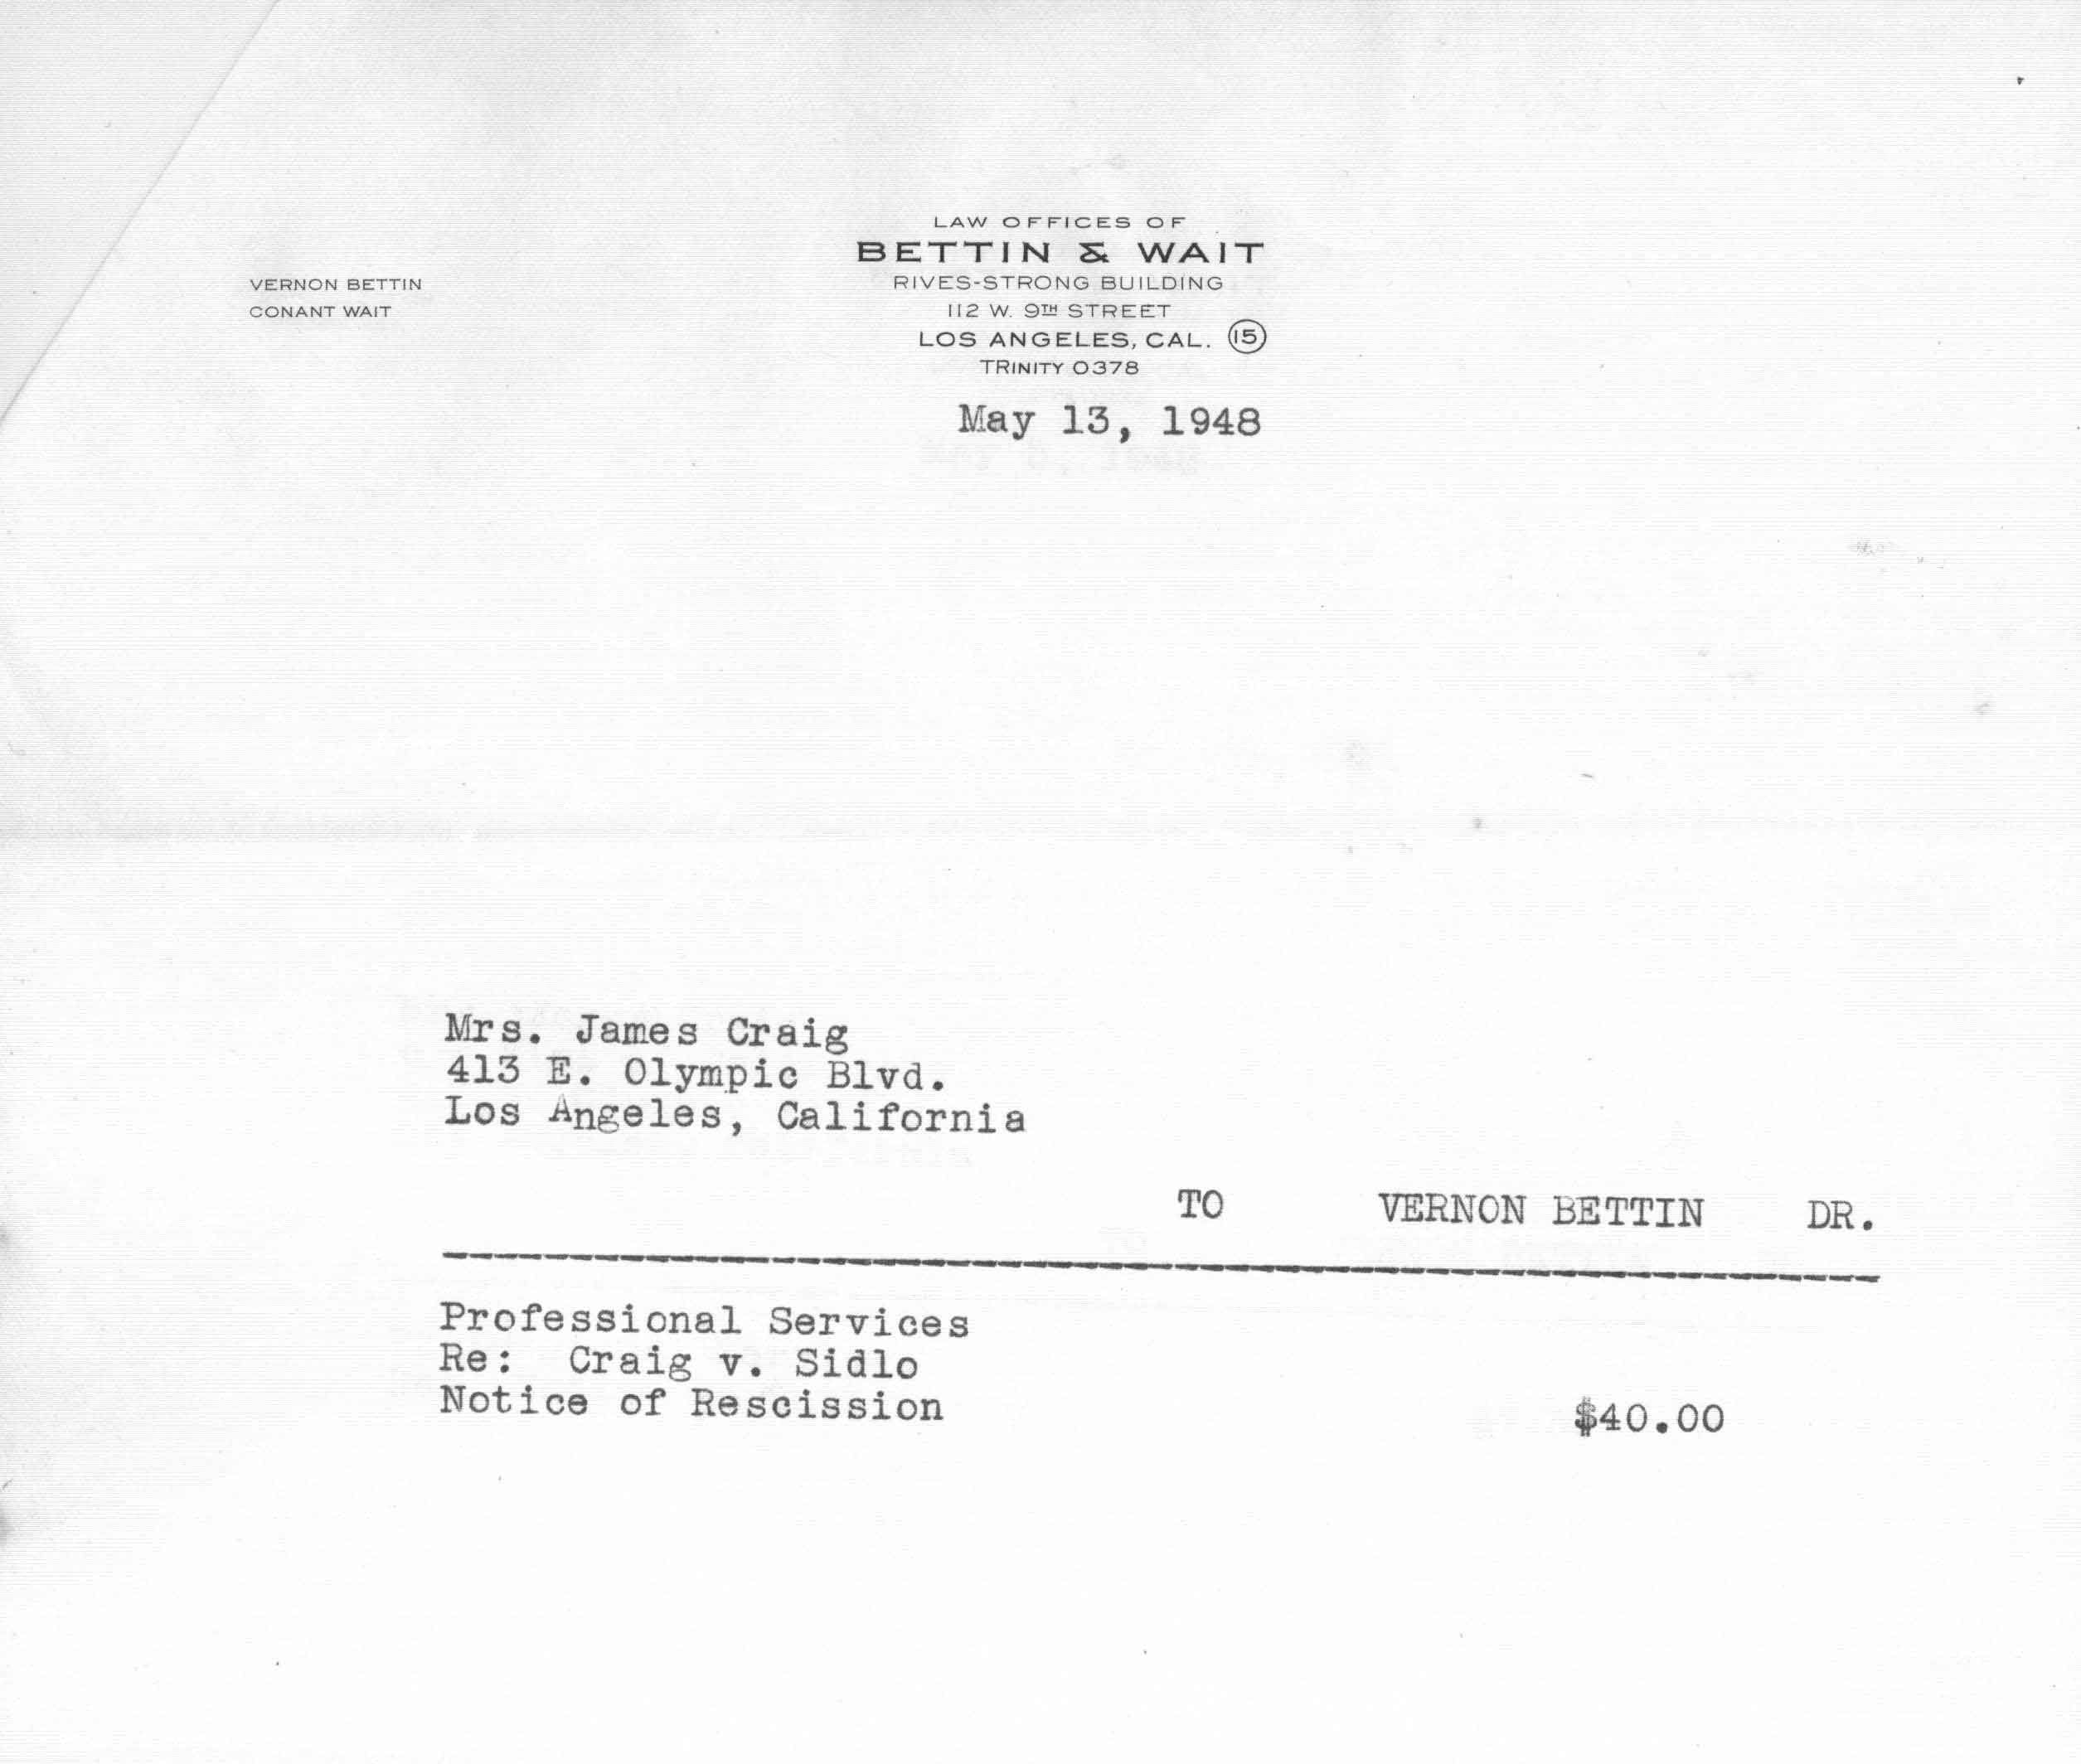 LAW OFFICES OF
BETTIN & WAIT
RIVES-STRONG BUILDING
112 W. 9TH STREET
LOS ANGELES, CAL. 15
TRINITY 0378
VERNON BETTIN
CONANT WAIT
May 13, 1948
Mrs. James Craig
413 E. Olympic Blvd.
Los Angeles, California
TO VERNON BETTIN DR.
Professional Services
Re: Craig v. Sidlo
Notice of Rescission $40.00